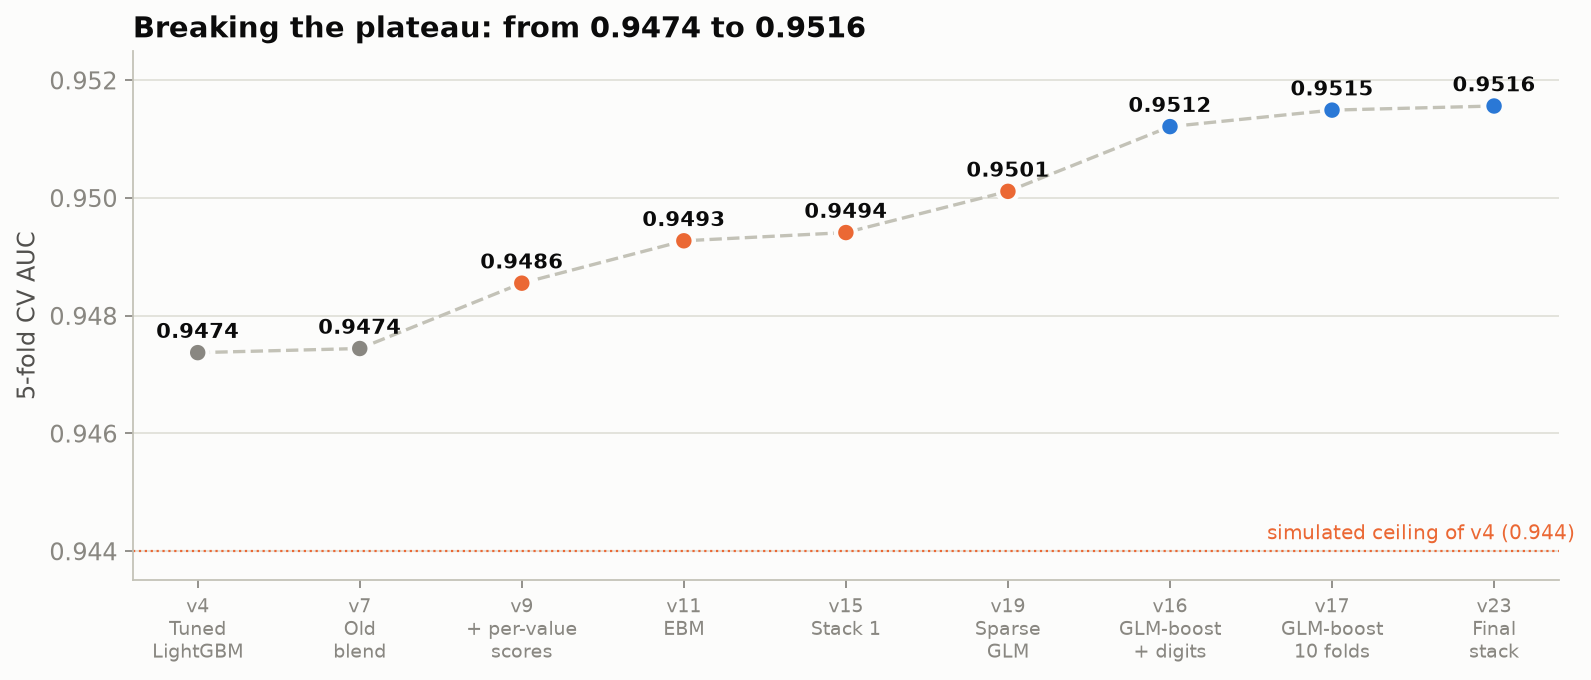 Breaking the plateau: from 0.9474 to 0.9516
5-fold CV AUC
0.952
0.950
0.948
0.946
0.944
0.9474
0.9474
0.9486
0.9493
0.9494
0.9501
0.9512
0.9515
0.9516
simulated ceiling of v4 (0.944)
v4
Tuned
LightGBM
v7
Old
blend
v9
+ per-value
scores
v11
EBM
v15
Stack 1
v19
Sparse
GLM
v16
GLM-boost
+ digits
v17
GLM-boost
10 folds
v23
Final
stack